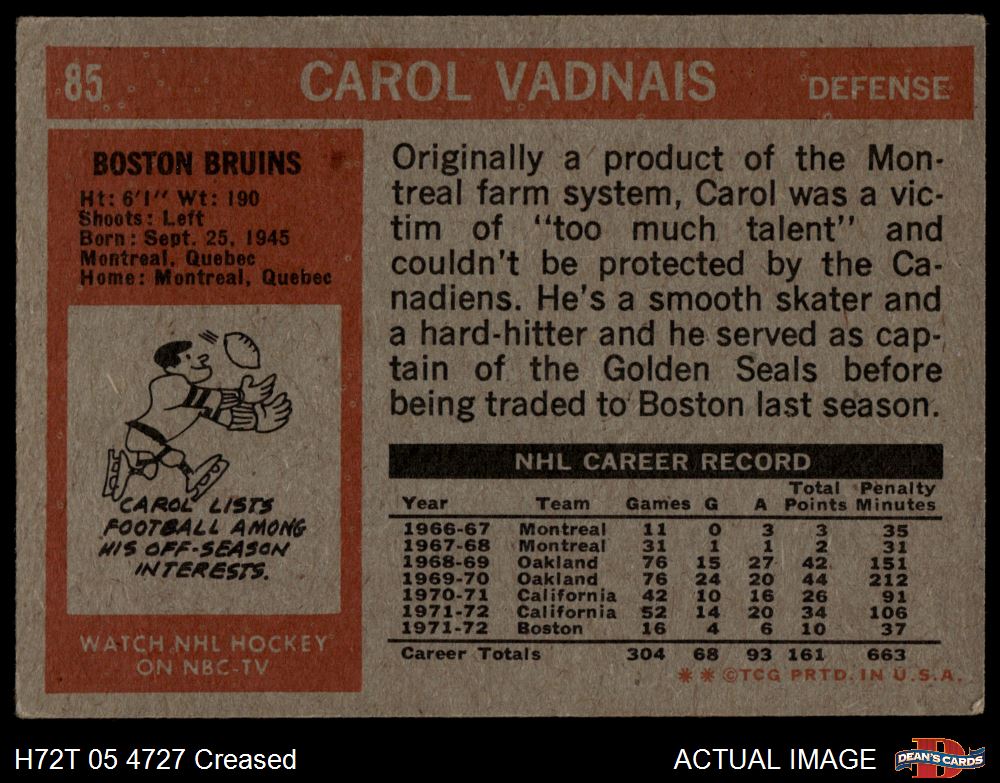 85 CAROL VADNAIS DEFENSE
BOSTON BRUINS
Ht: 6'1" Wt: 190
Shoots: Left
Born: Sept. 25, 1945
Montreal, Quebec
Home: Montreal, Quebec
CAROL LISTS
FOOTBALL AMONG
HIS OFF-SEASON
INTERESTS.
WATCH NHL HOCKEY
ON NBC-TV
Originally a product of the Mon-
treal farm system, Carol was a vic-
tim of "too much talent" and
couldn't be protected by the Ca-
nadiens. He's a smooth skater and
a hard-hitter and he served as cap-
tain of the Golden Seals before
being traded to Boston last season.
NHL CAREER RECORD
Year Team Games G A Total Points Penalty Minutes
1966-67 Montreal 11 0 3 3 35
1967-68 Montreal 31 1 1 2 31
1968-69 Oakland 76 15 27 42 151
1969-70 Oakland 76 24 20 44 212
1970-71 California 42 10 16 26 91
1971-72 California 52 14 20 34 106
1971-72 Boston 16 4 6 10 37
Career Totals 304 68 93 161 663
** ©TCG PRTD. IN U.S.A.
H72T 05 4727 Creased
ACTUAL IMAGE
D
DEAN'S CARDS